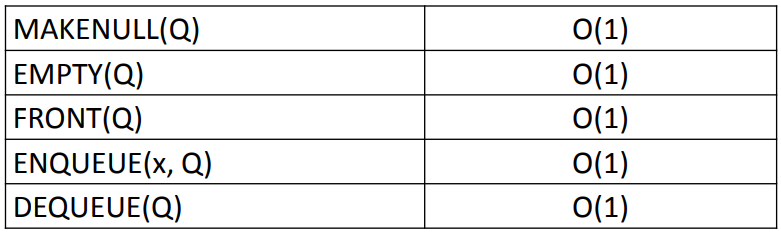 MAKENULL(Q) O(1)
EMPTY(Q) O(1)
FRONT(Q) O(1)
ENQUEUE(x, Q) O(1)
DEQUEUE(Q) O(1)